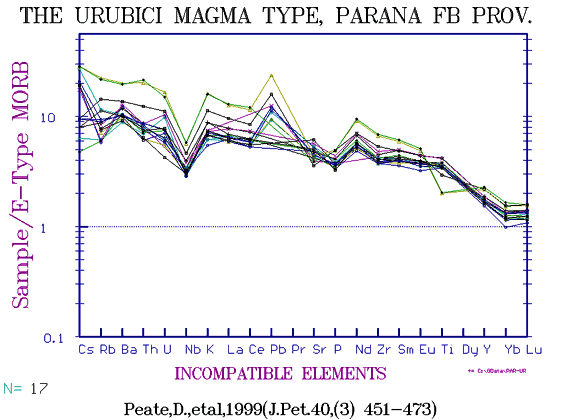 THE URUBICI MAGMA TYPE, PARANA FB PROV.
Sample/E-Type MORB
10
1
0.1
Cs Rb Ba Th U Nb K La Ce Pb Pr Sr P Nd Zr Sm Eu Ti Dy Y Yb Lu
INCOMPATIBLE ELEMENTS
N= 17
Peate,D.,etal,1999(J.Pet.40,(3) 451-473)